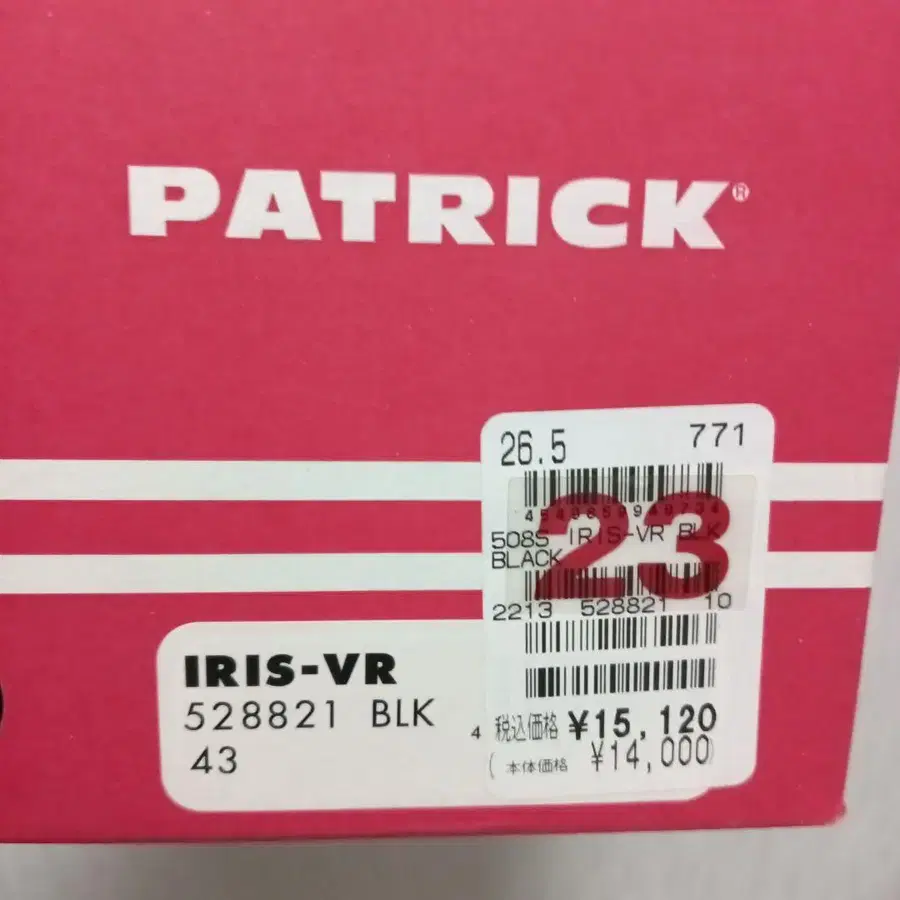 PATRICK®
26.5 771
23
508S IRIS-VR BLK
BLACK
2213 528821 10
IRIS-VR
528821 BLK
43
4
税込価格 ¥15,120
(本体価格 ¥14,000)